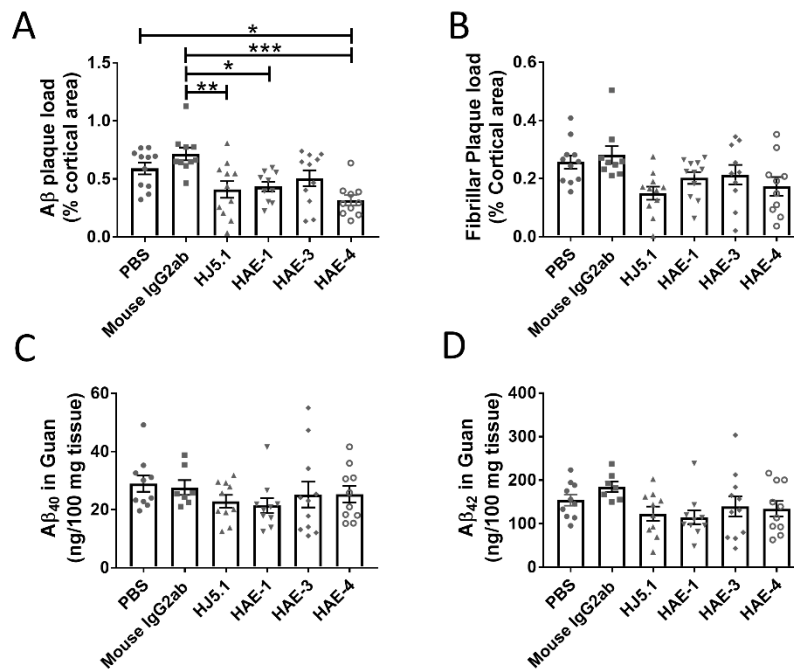 A
*
***
*
**
Aβ plaque load
(% cortical area)
1.5
1.0
0.5
0.0
PBS
Mouse IgG2ab
HJ5.1
HAE-1
HAE-3
HAE-4
B
Fibrillar Plaque load
(% Cortical area)
0.6
0.4
0.2
0.0
PBS
Mouse IgG2ab
HJ5.1
HAE-1
HAE-3
HAE-4
C
Aβ40 in Guan
(ng/100 mg tissue)
60
40
20
0
PBS
Mouse IgG2ab
HJ5.1
HAE-1
HAE-3
HAE-4
D
Aβ42 in Guan
(ng/100 mg tissue)
400
300
200
100
0
PBS
Mouse IgG2ab
HJ5.1
HAE-1
HAE-3
HAE-4